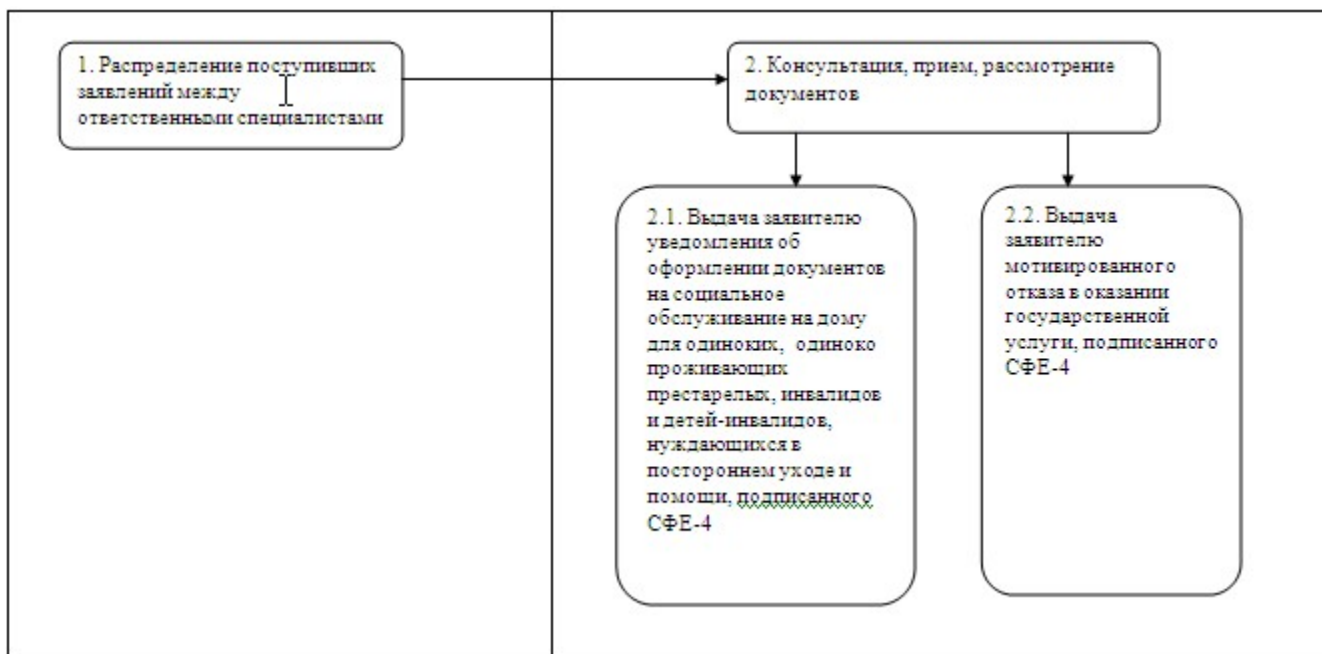 1. Распределение поступивших
заявлений между
ответственными специалистами
2. Консультация, прием, рассмотрение
документов
2.1. Выдача заявителю
уведомления об
оформлении документов
на социальное
обслуживание на дому
для одиноких, одиноко
проживающих
престарелых, инвалидов
и детей-инвалидов,
нуждающихся в
постороннем уходе и
помощи, подписанного
СФЕ-4
2.2. Выдача
заявителю
мотивированного
отказа в оказании
государственной
услуги, подписанного
СФЕ-4